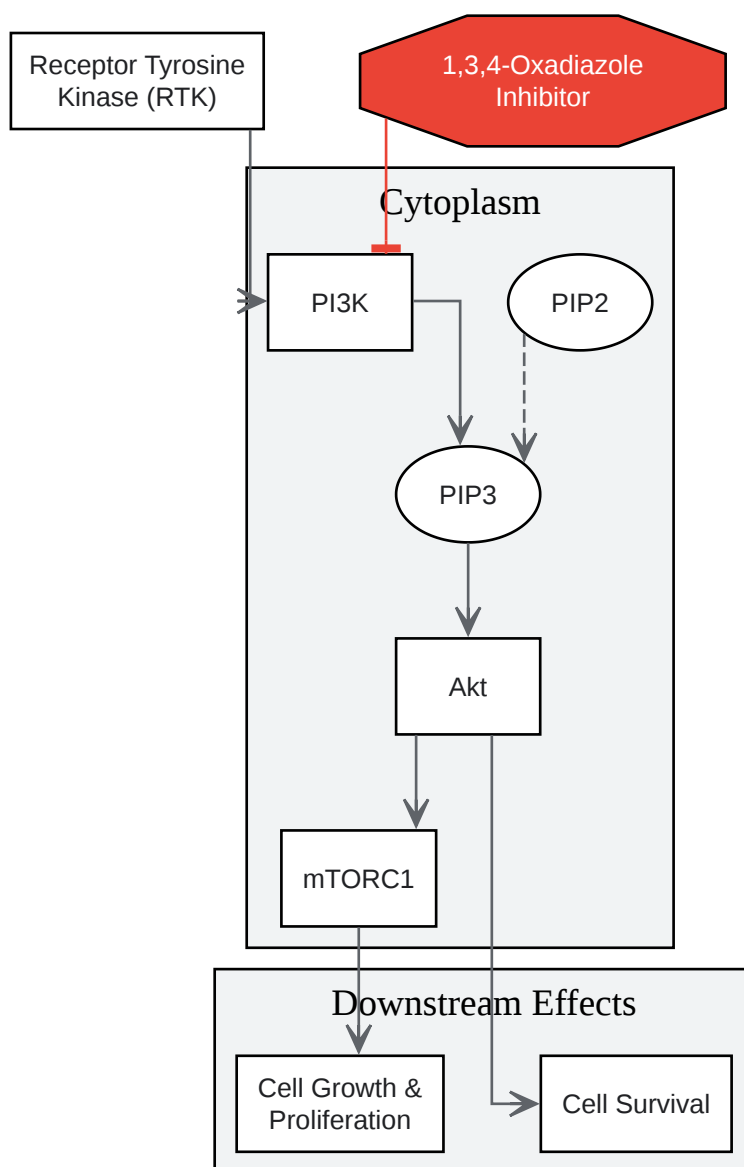 Receptor Tyrosine
Kinase (RTK)
1,3,4-Oxadiazole
Inhibitor
Cytoplasm
PI3K
PIP2
PIP3
Akt
mTORC1
Downstream Effects
Cell Growth &
Proliferation
Cell Survival